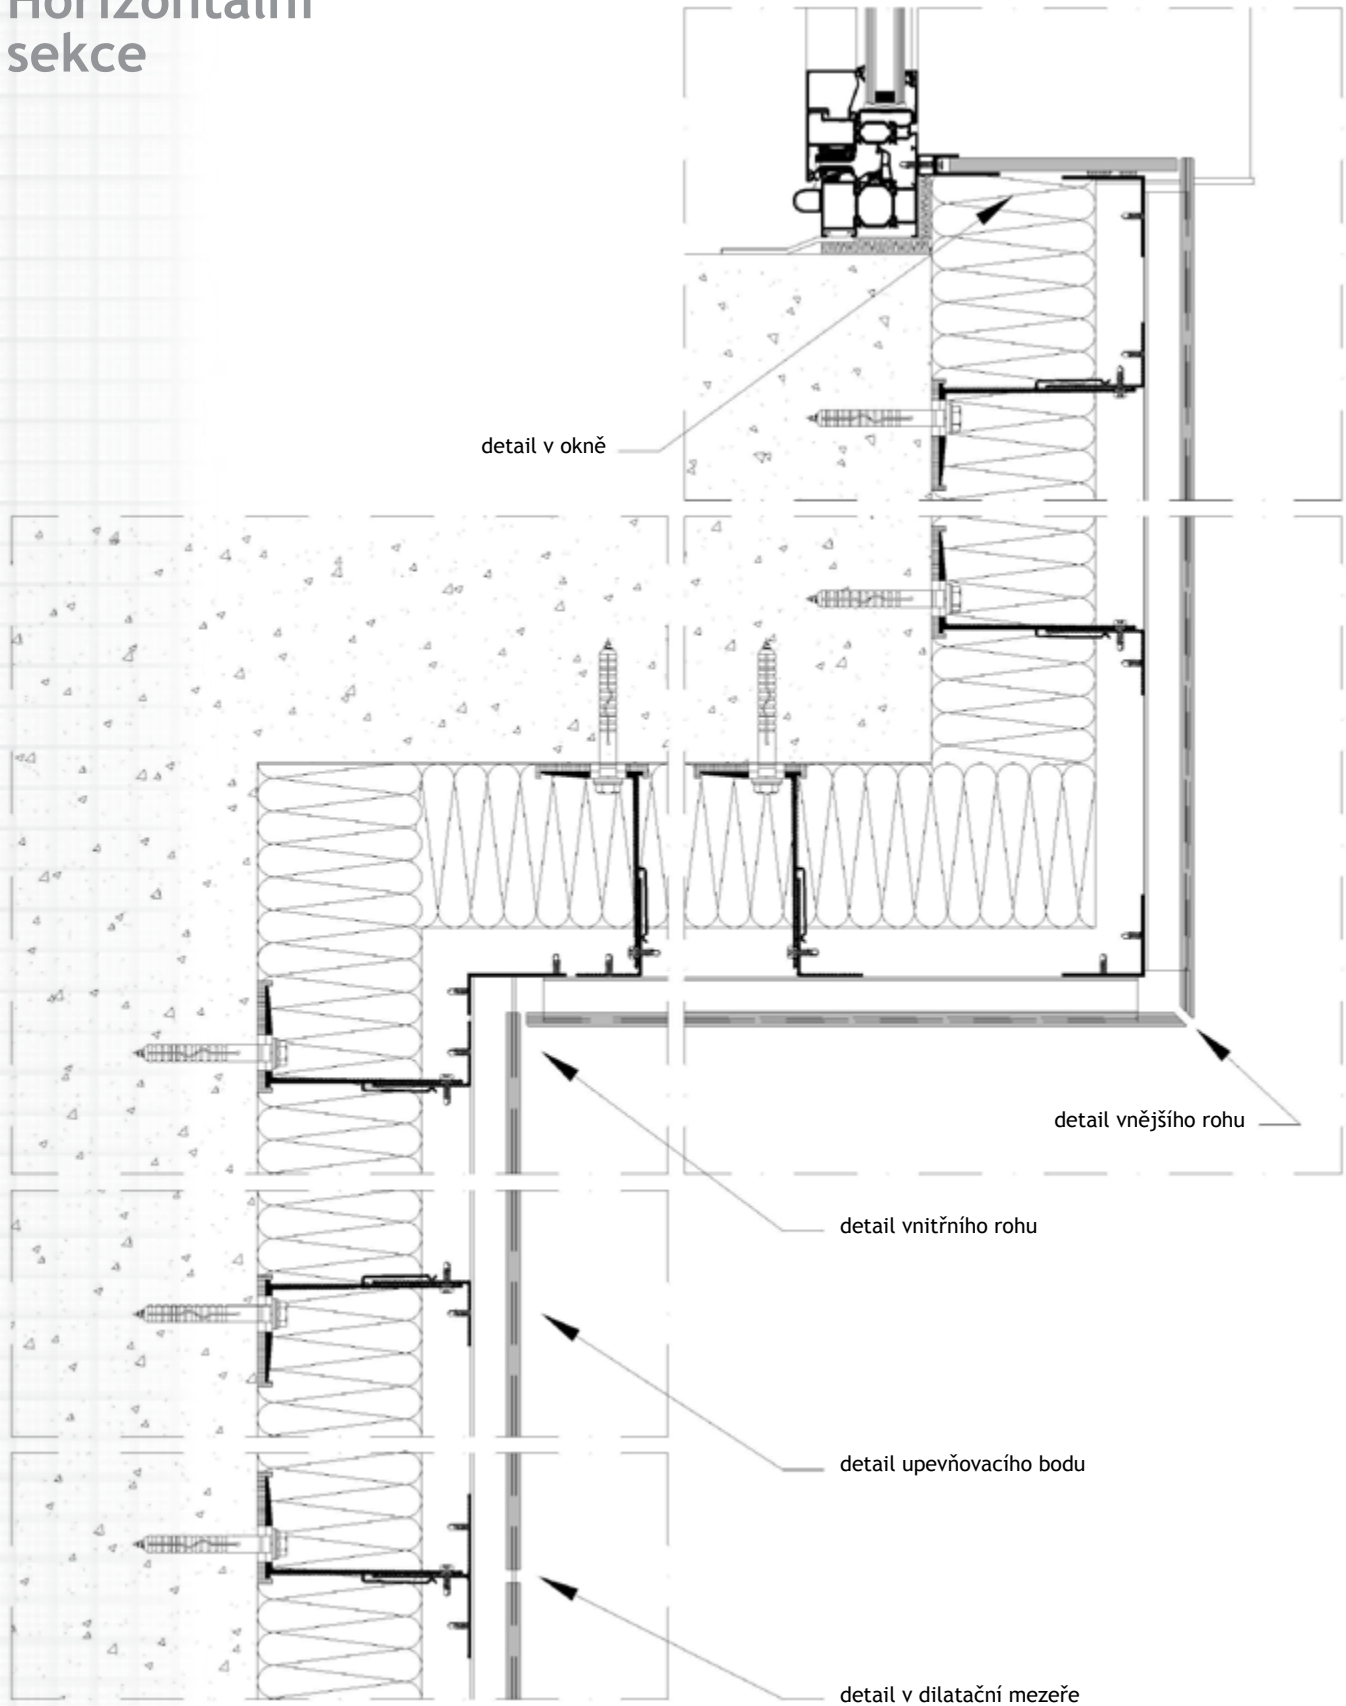 Horizontální
sekce
detail v okně
detail vnějšího rohu
detail vnitřního rohu
detail upevňovacího bodu
detail v dilatační mezeře